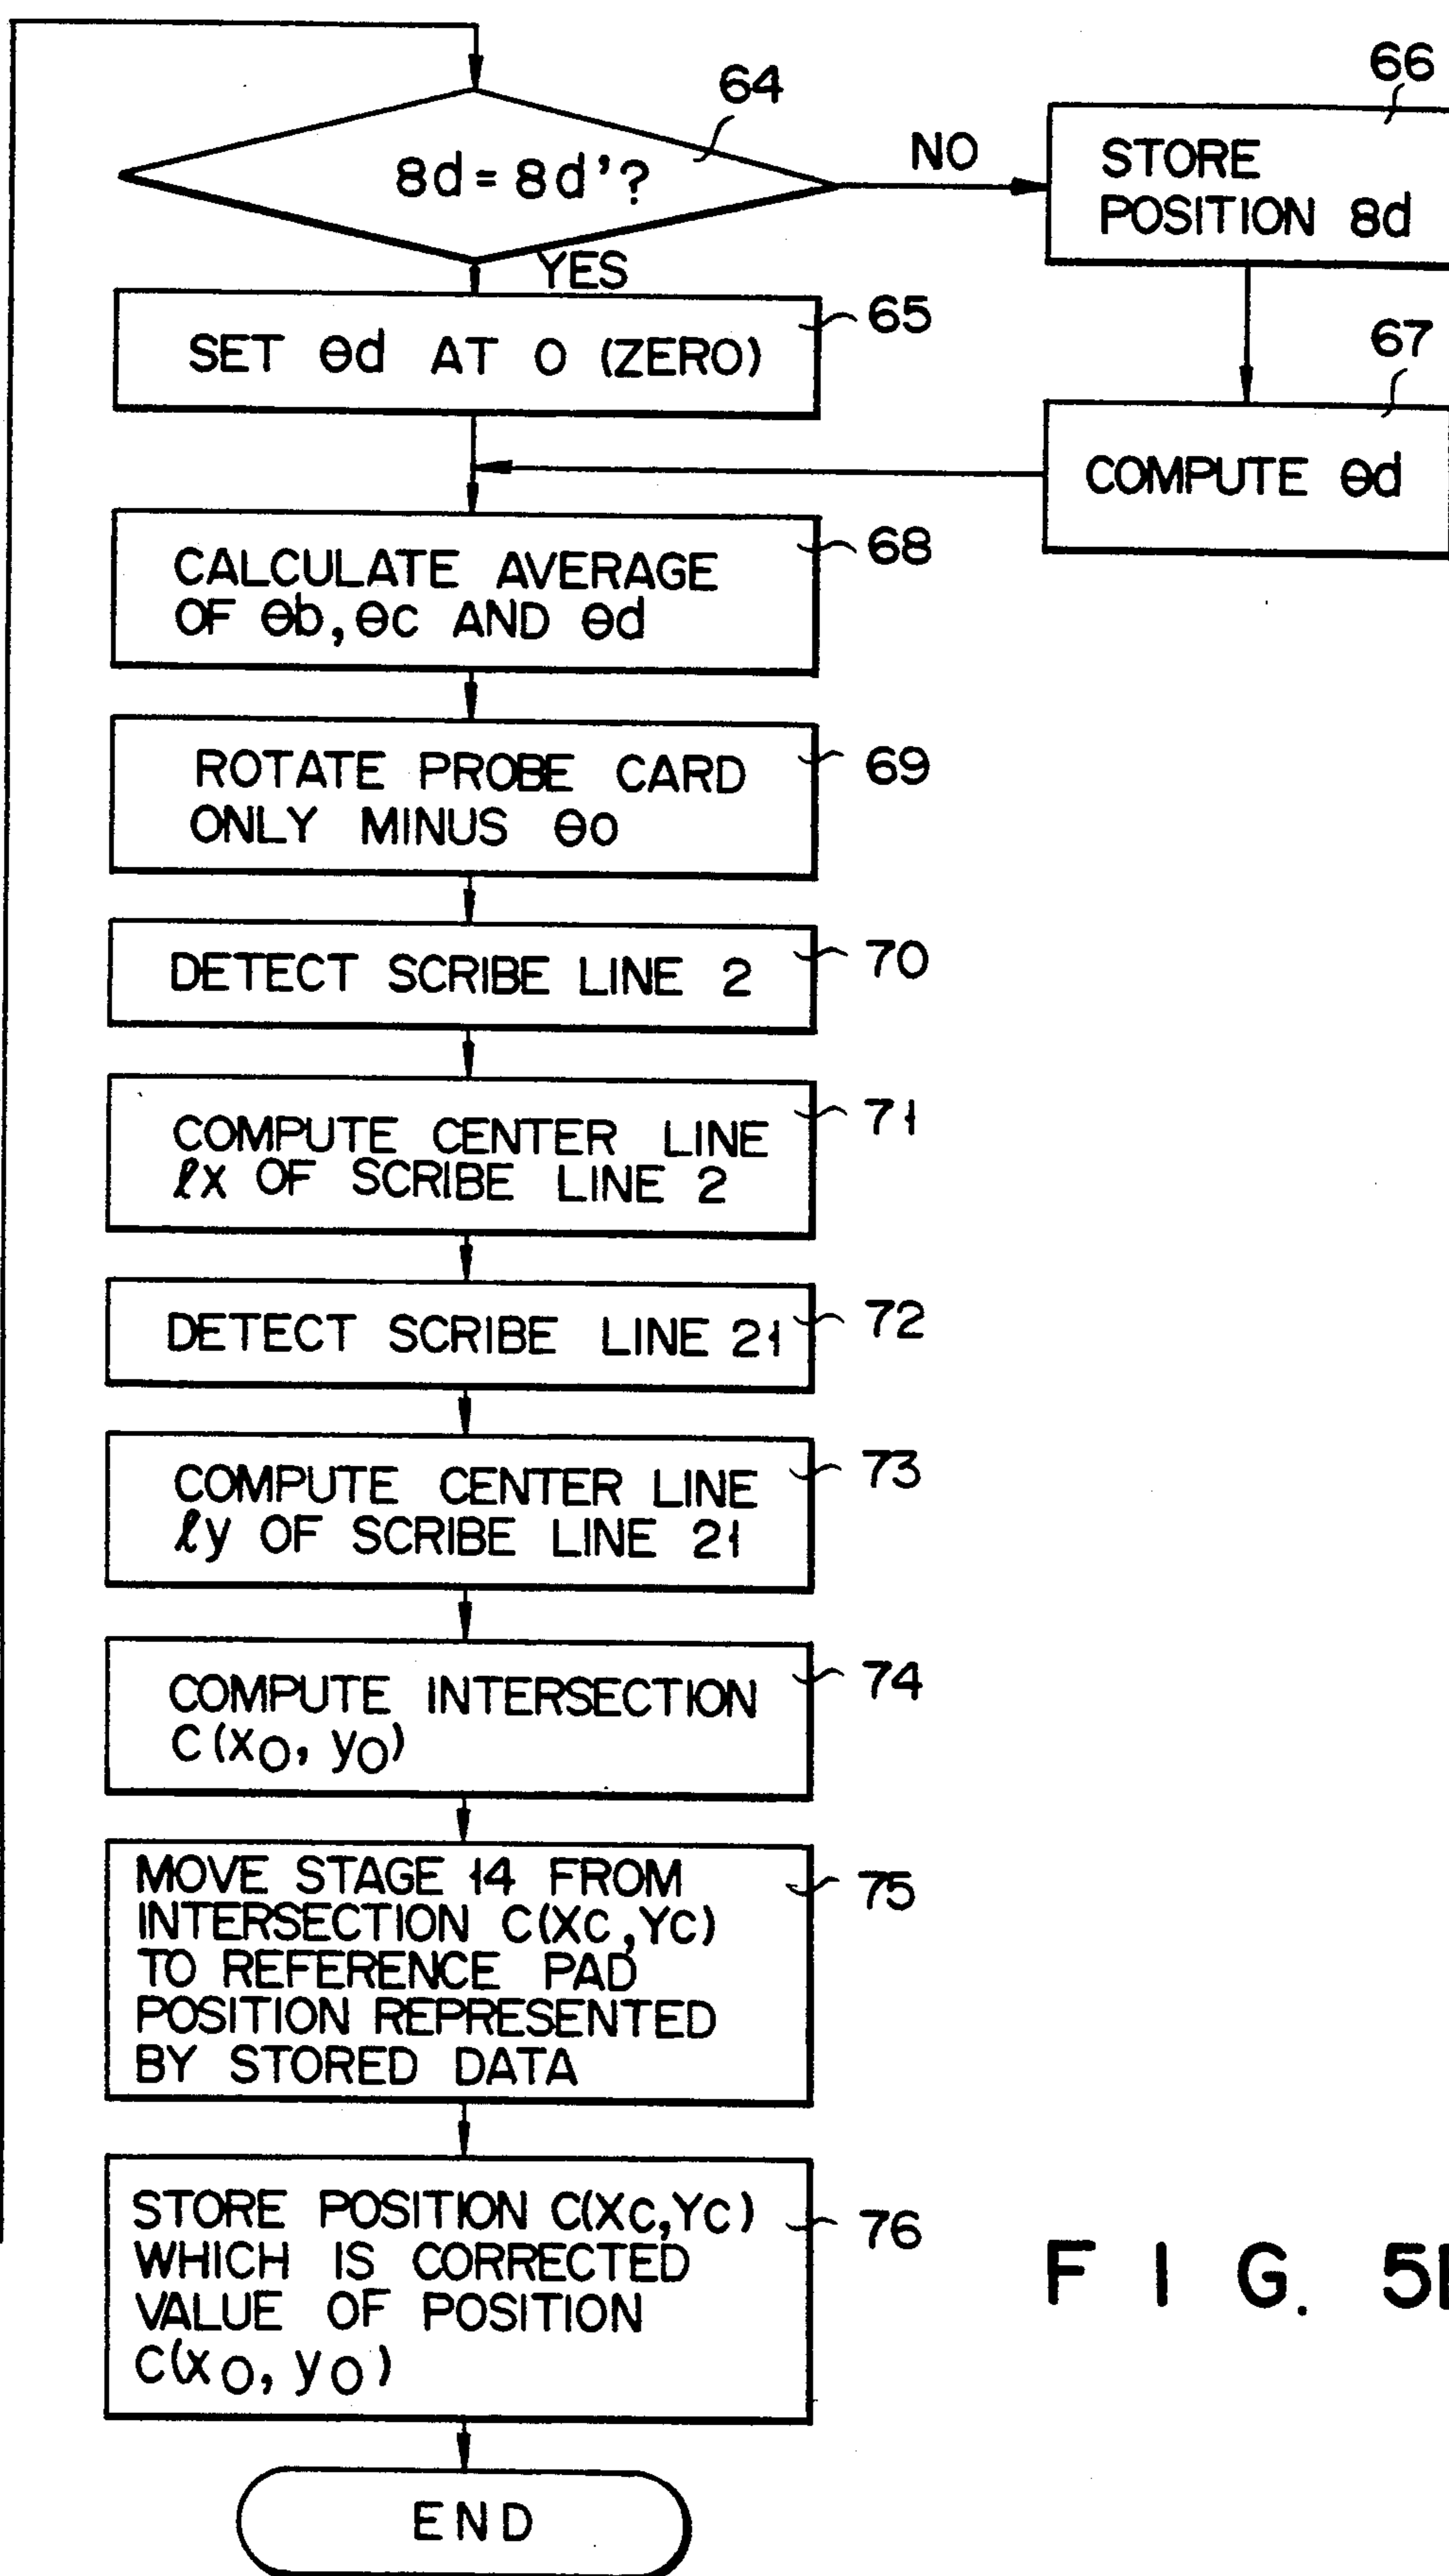 64
8d = 8d'?
NO
66
STORE
POSITION 8d
YES
65
SET θd AT 0 (ZERO)
67
COMPUTE θd
68
CALCULATE AVERAGE
OF θb, θc AND θd
69
ROTATE PROBE CARD
ONLY MINUS θo
70
DETECT SCRIBE LINE 2
71
COMPUTE CENTER LINE
ℓx OF SCRIBE LINE 2
72
DETECT SCRIBE LINE 21
73
COMPUTE CENTER LINE
ℓy OF SCRIBE LINE 21
74
COMPUTE INTERSECTION
C(xO, yO)
75
MOVE STAGE 14 FROM
INTERSECTION C(Xc,Yc)
TO REFERENCE PAD
POSITION REPRESENTED
BY STORED DATA
76
STORE POSITION C(Xc,Yc)
WHICH IS CORRECTED
VALUE OF POSITION
C(xO, yO)
FIG. 5
END